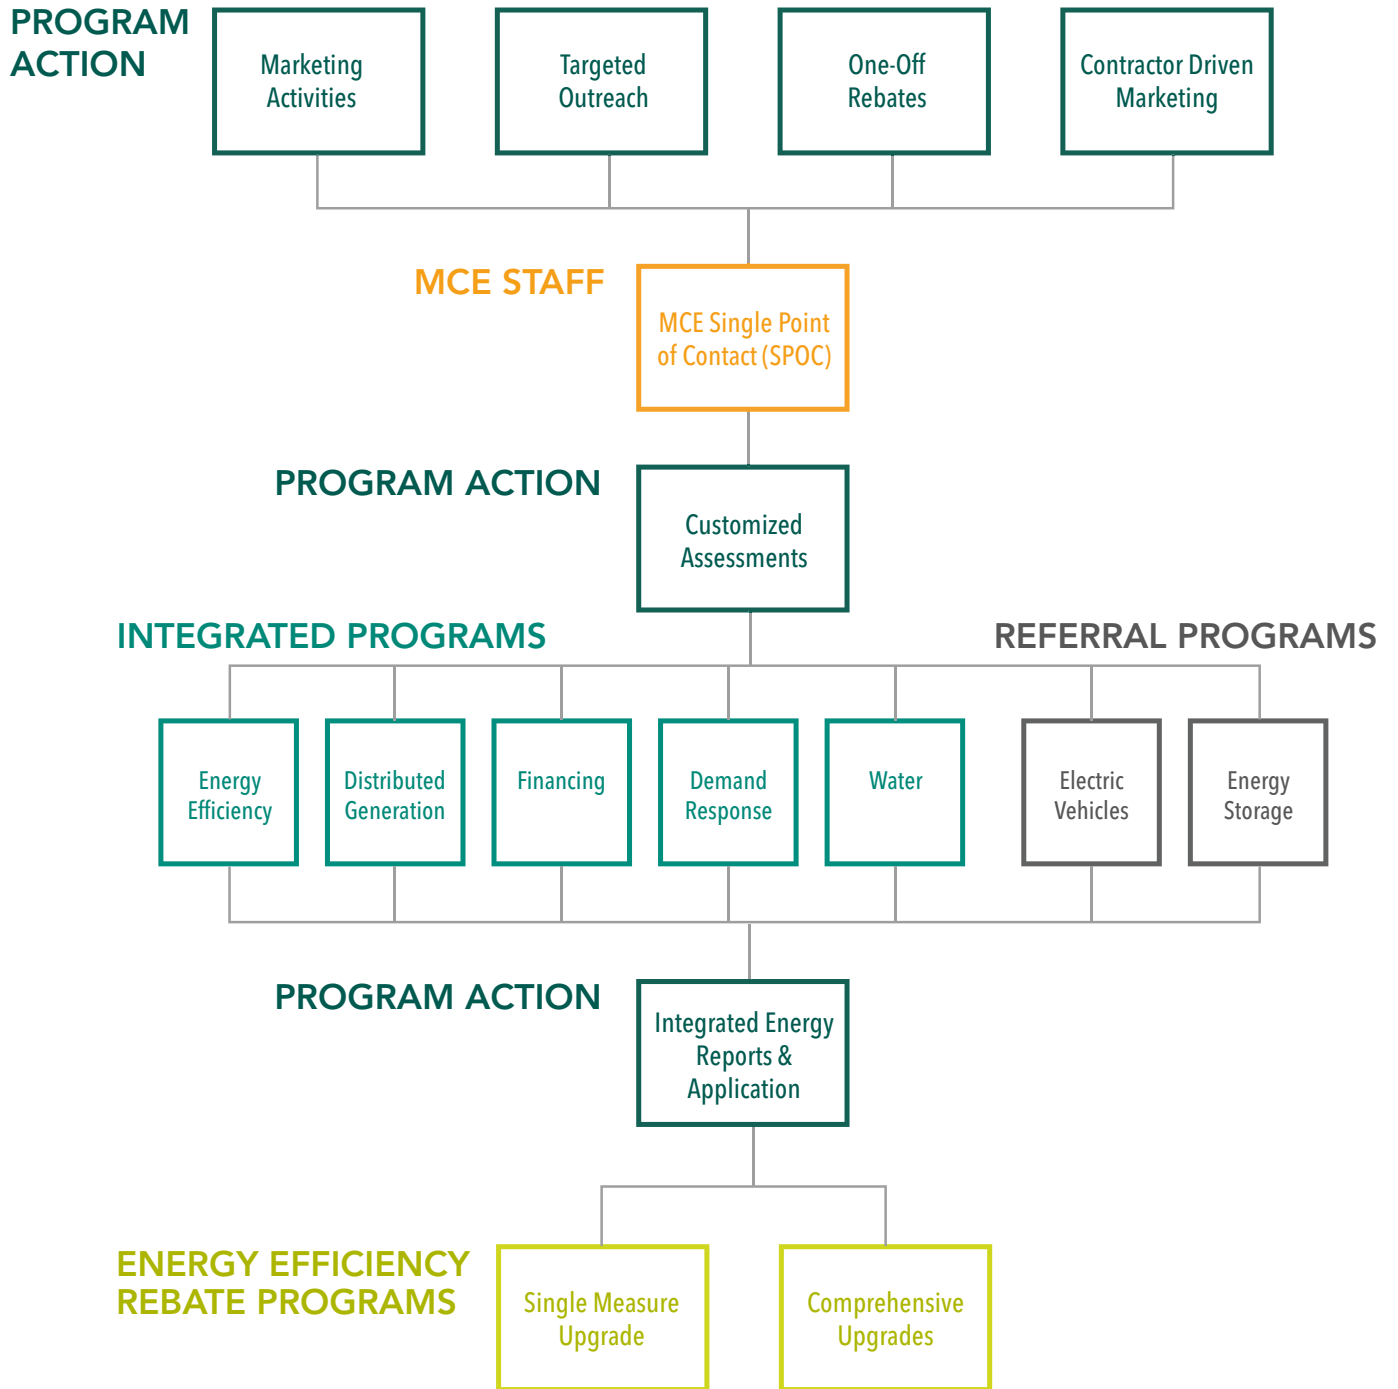 PROGRAM
ACTION
Marketing
Activities
Targeted
Outreach
One-Off
Rebates
Contractor Driven
Marketing
MCE STAFF
MCE Single Point
of Contact (SPOC)
PROGRAM ACTION
Customized
Assessments
INTEGRATED PROGRAMS
REFERRAL PROGRAMS
Energy
Efficiency
Distributed
Generation
Financing
Demand
Response
Water
Electric
Vehicles
Energy
Storage
PROGRAM ACTION
Integrated Energy
Reports &
Application
ENERGY EFFICIENCY
REBATE PROGRAMS
Single Measure
Upgrade
Comprehensive
Upgrades